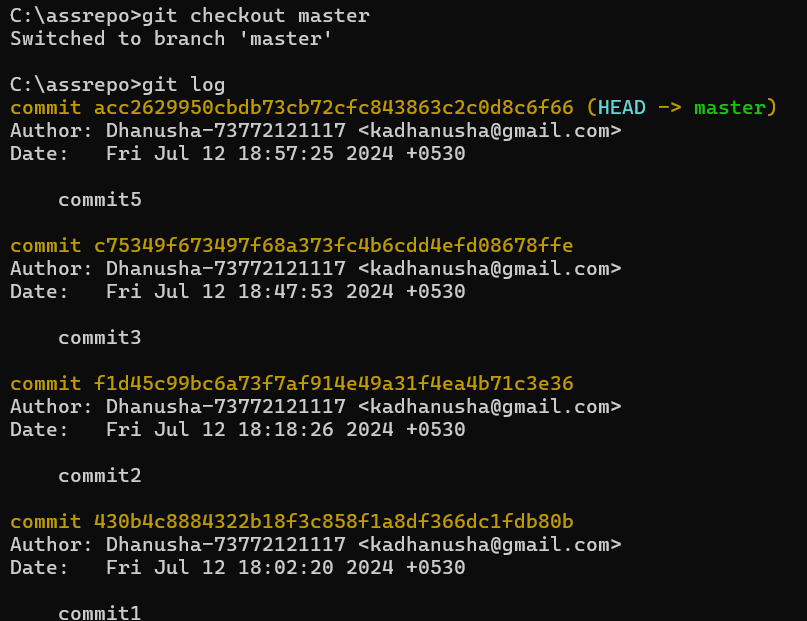 C:\assrepo>git checkout master
Switched to branch 'master'
C:\assrepo>git log
commit acc2629950cbdb73cb72cfc843863c2c0d8c6f66 (HEAD -> master)
Author: Dhanusha-73772121117 <kadhanusha@gmail.com>
Date:   Fri Jul 12 18:57:25 2024 +0530
commit5
commit c75349f673497f68a373fc4b6cdd4efd08678ffe
Author: Dhanusha-73772121117 <kadhanusha@gmail.com>
Date:   Fri Jul 12 18:47:53 2024 +0530
commit3
commit f1d45c99bc6a73f7af914e49a31f4ea4b71c3e36
Author: Dhanusha-73772121117 <kadhanusha@gmail.com>
Date:   Fri Jul 12 18:18:26 2024 +0530
commit2
commit 430b4c8884322b18f3c858f1a8df366dc1fdb80b
Author: Dhanusha-73772121117 <kadhanusha@gmail.com>
Date:   Fri Jul 12 18:02:20 2024 +0530
commit1